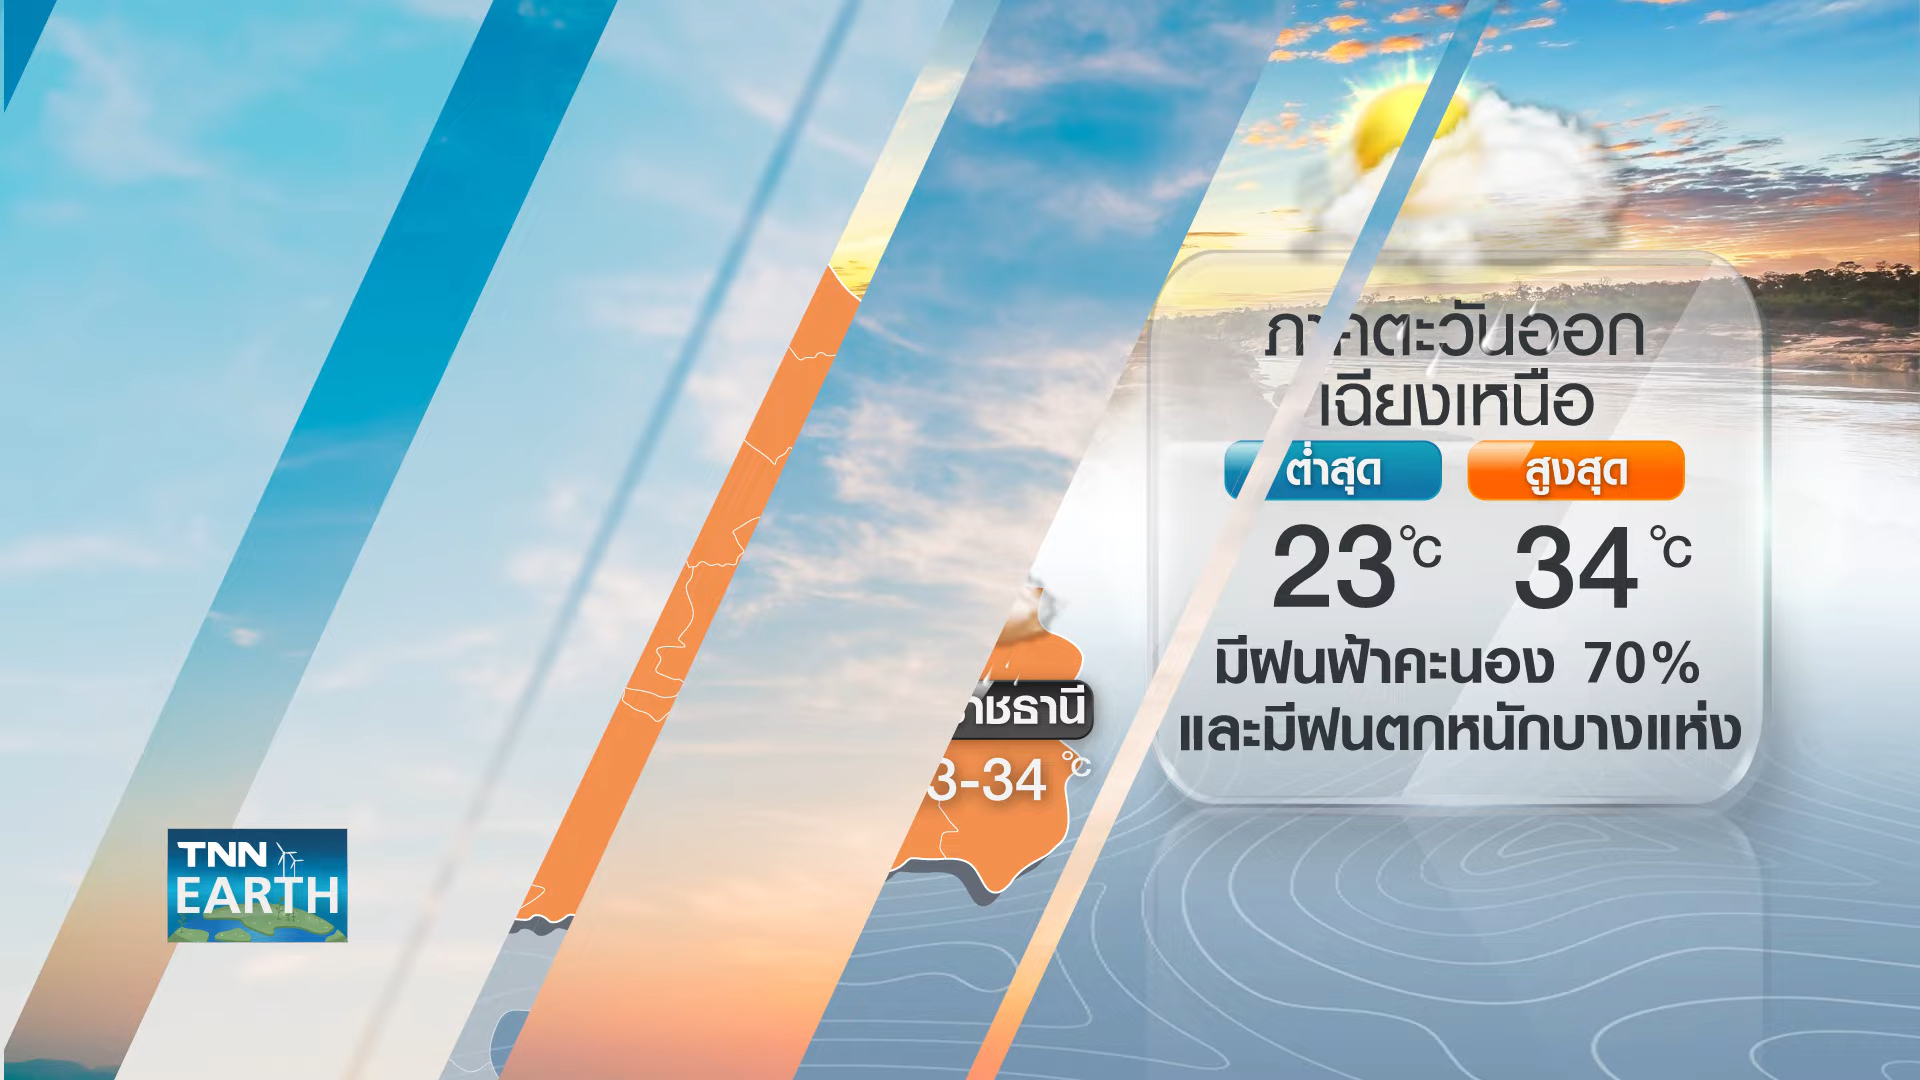 ภาคตะวันออก
เฉียงเหนือ
ต่ำสุด สูงสุด
23°C 34°C
มีฝนฟ้าคะนอง 70%
และมีฝนตกหนักบางแห่ง
ราชธานี
3-34 °C
TNN
EARTH